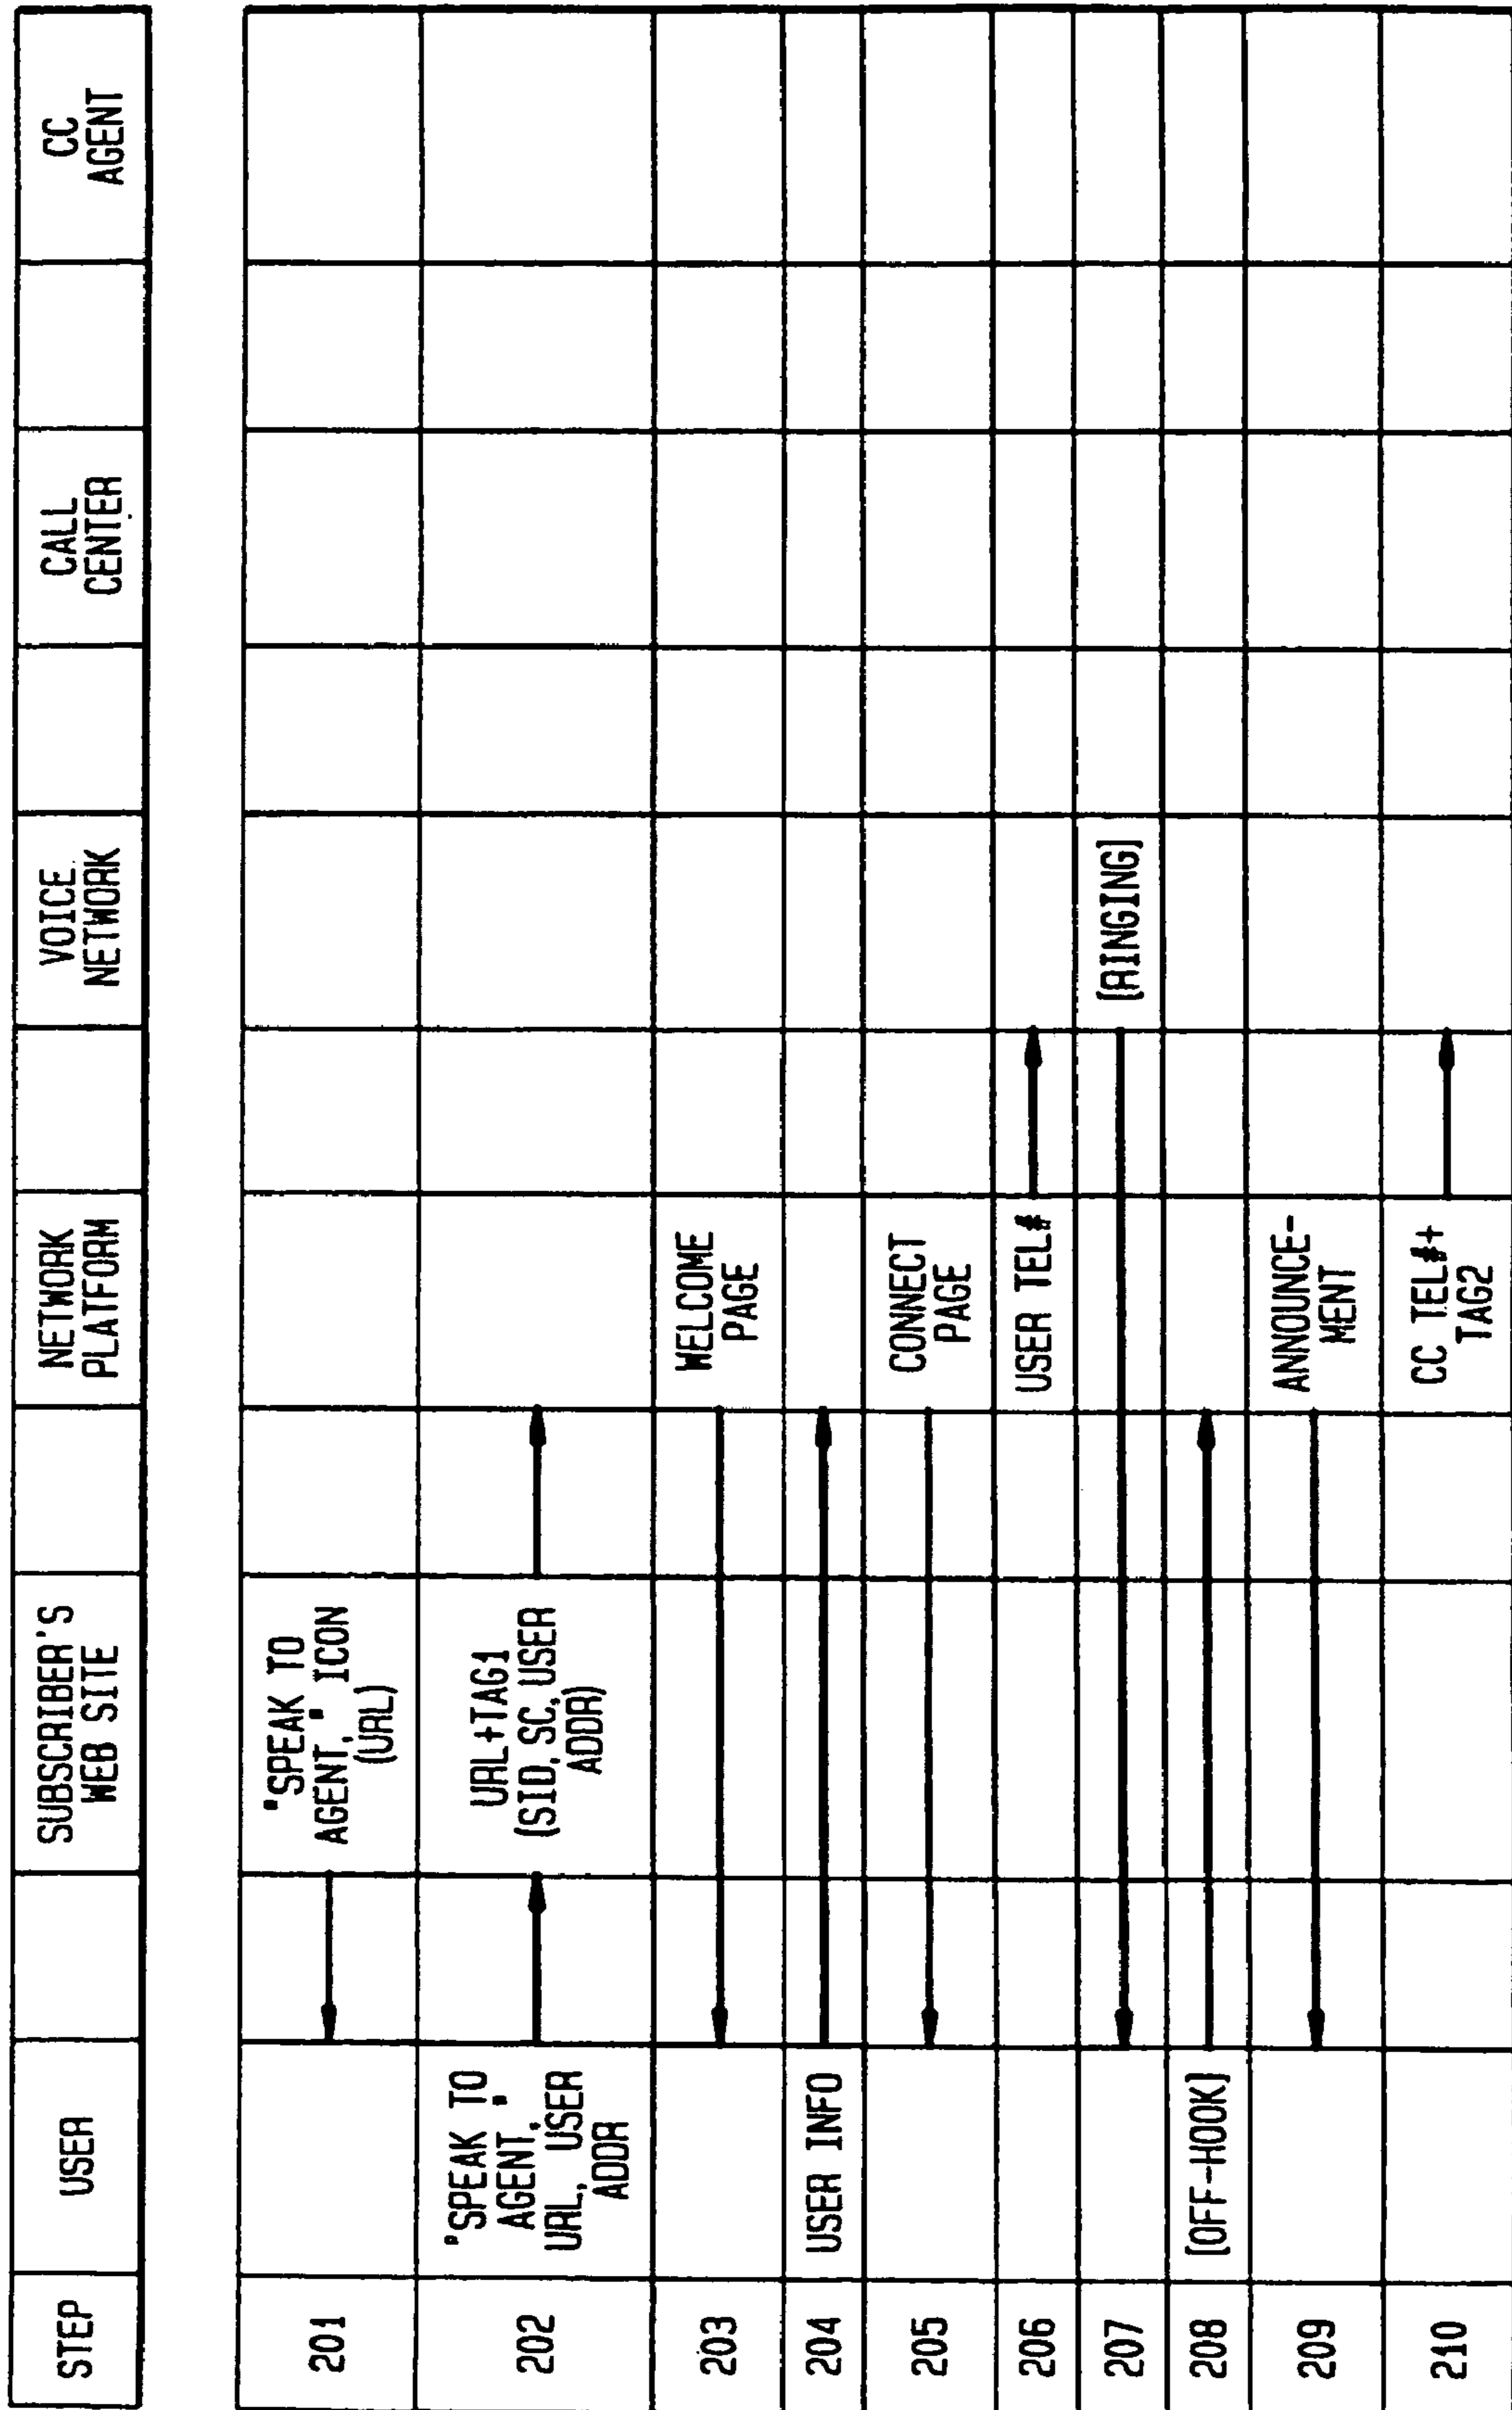 STEP
USER
SUBSCRIBER'S
WEB SITE
NETWORK
PLATFORM
VOICE
NETWORK
CALL
CENTER
CC
AGENT
201
"SPEAK TO
AGENT," ICON
(URL)
202
"SPEAK TO
AGENT,"
URL, USER
ADDR
URL+TAG1
(SID, SC, USER
ADDR)
203
WELCOME
PAGE
204
USER INFO
205
CONNECT
PAGE
206
USER TEL#
207
[RINGING]
208
[OFF-HOOK]
209
ANNOUNCE-
MENT
210
CC TEL#+
TAG2